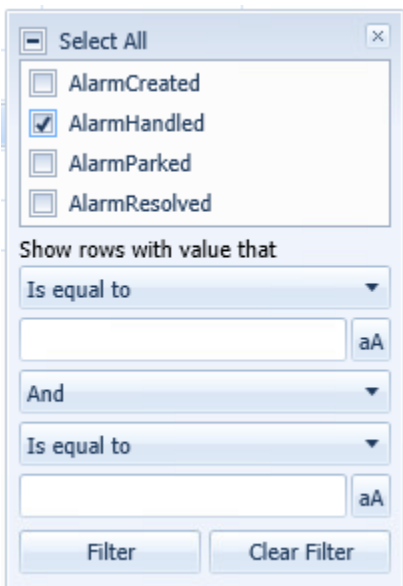 Select All
AlarmCreated
AlarmHandled
AlarmParked
AlarmResolved
Show rows with value that
Is equal to
aA
And
Is equal to
aA
Filter Clear Filter